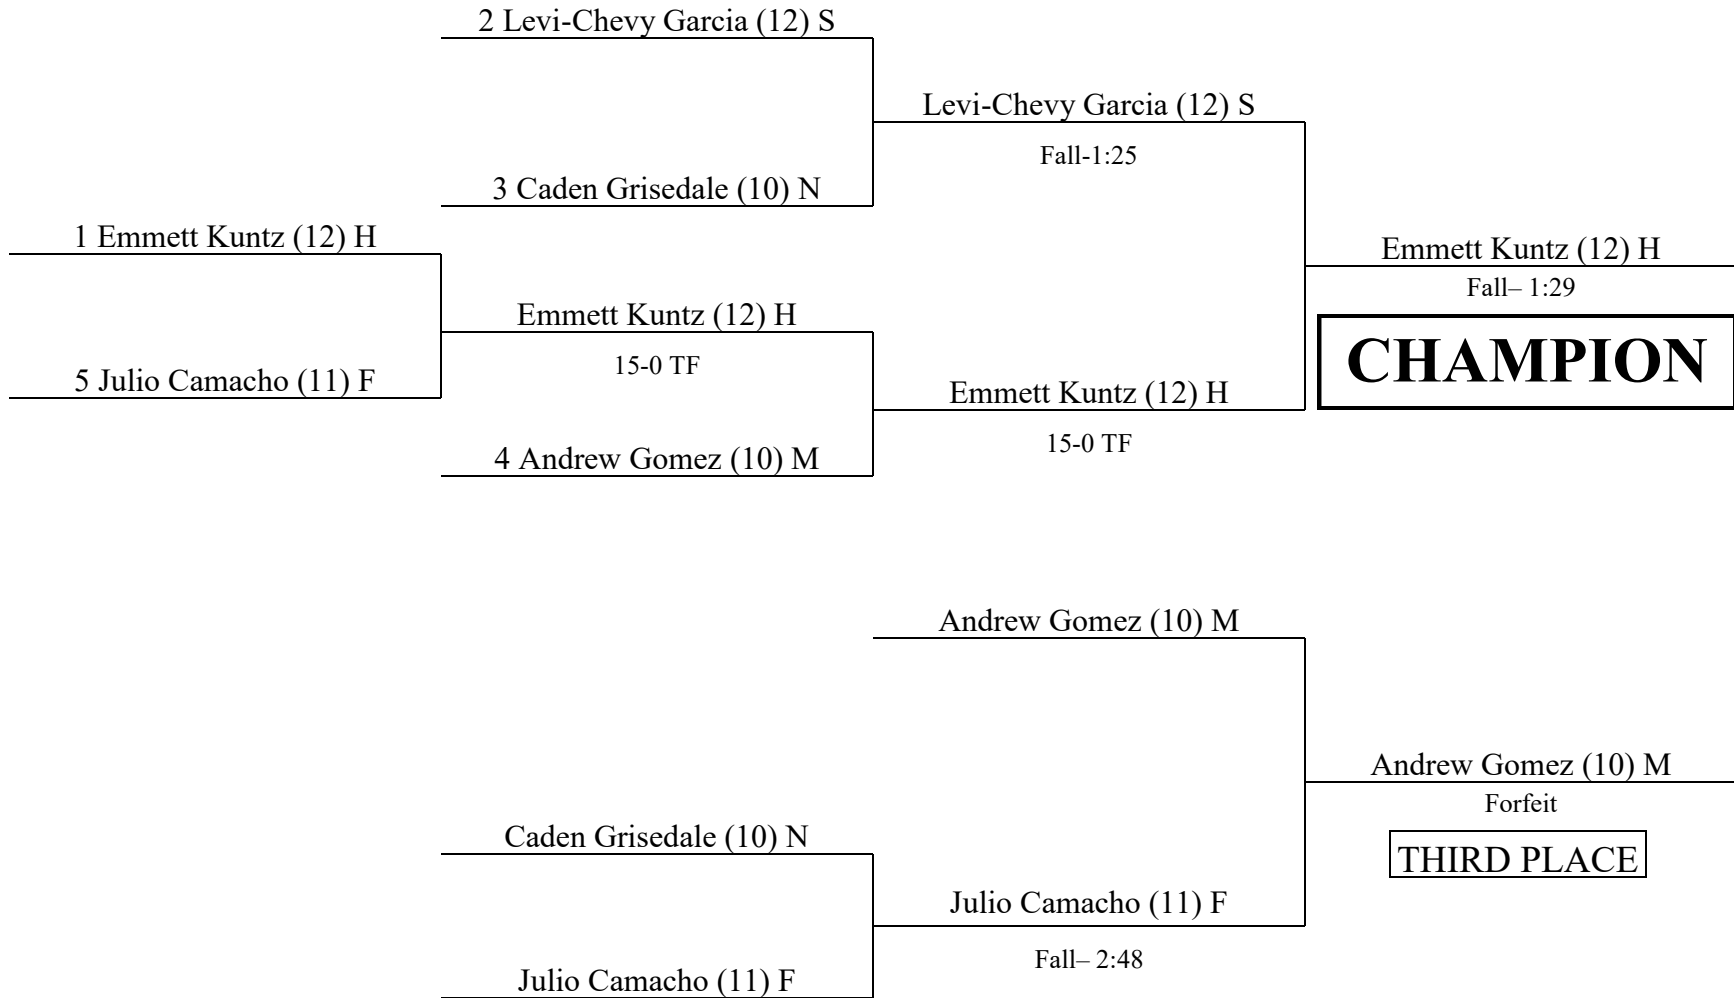 2 Levi-Chevy Garcia (12) S
Levi-Chevy Garcia (12) S
Fall-1:25
3 Caden Grisedale (10) N
1 Emmett Kuntz (12) H
Emmett Kuntz (12) H
Fall– 1:29
Emmett Kuntz (12) H
15-0 TF
CHAMPION
5 Julio Camacho (11) F
Emmett Kuntz (12) H
15-0 TF
4 Andrew Gomez (10) M
Andrew Gomez (10) M
Andrew Gomez (10) M
Forfeit
THIRD PLACE
Caden Grisedale (10) N
Julio Camacho (11) F
Fall– 2:48
Julio Camacho (11) F